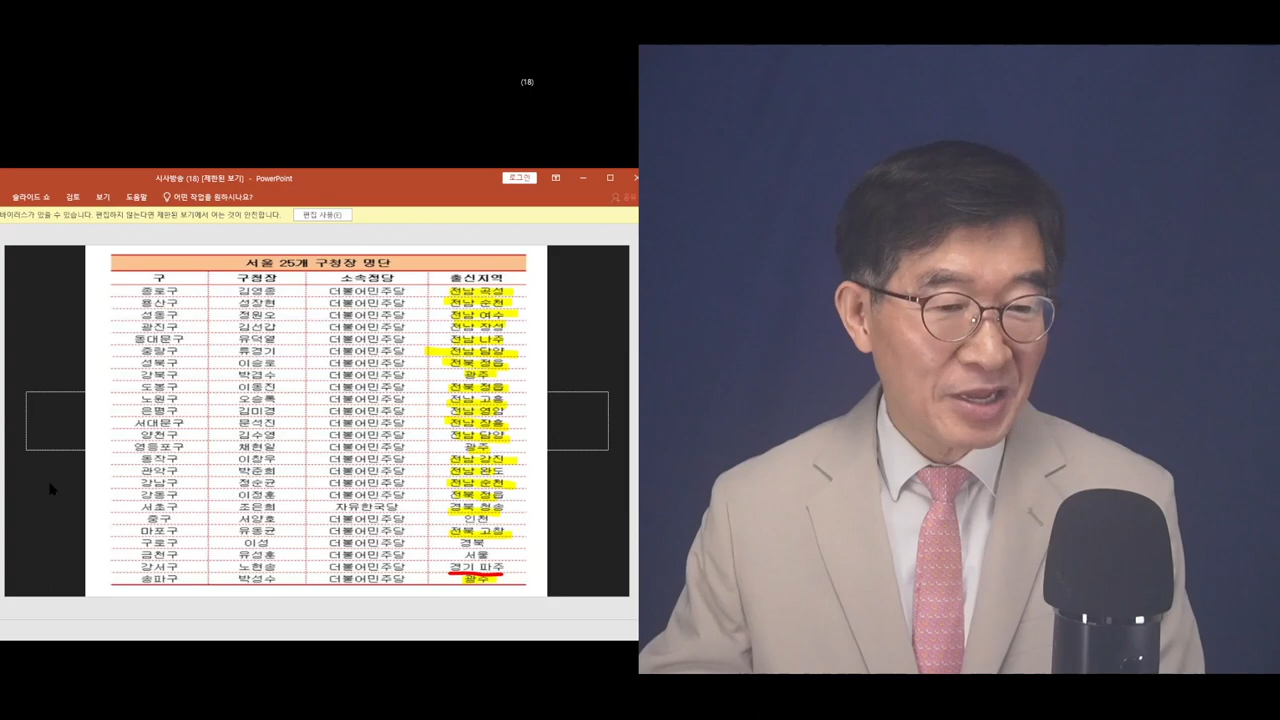 (18)
시사방송 (18) [제한된 보기] - PowerPoint
로그인
슬라이드 쇼 검토 보기 도움말 어떤 작업을 원하시나요? 공유
바이러스가 있을 수 있습니다. 편집하지 않는다면 제한된 보기에서 여는 것이 안전합니다. 편집 사용(E)
서울 25개 구청장 명단
구 구청장 소속정당 출신지역
종로구 김영종 더불어민주당 전남 곡성
용산구 성장현 더불어민주당 전남 순천
성동구 정원오 더불어민주당 전남 여수
광진구 김선갑 더불어민주당 전남 장성
동대문구 유덕열 더불어민주당 전남 나주
중랑구 류경기 더불어민주당 전남 담양
성북구 이승로 더불어민주당 전북 정읍
강북구 박겸수 더불어민주당 광주
도봉구 이동진 더불어민주당 전북 정읍
노원구 오승록 더불어민주당 전남 고흥
은평구 김미경 더불어민주당 전남 영암
서대문구 문석진 더불어민주당 전남 장흥
양천구 김수영 더불어민주당 전남 담양
영등포구 채현일 더불어민주당 광주
동작구 이창우 더불어민주당 전남 강진
관악구 박준희 더불어민주당 전남 완도
강남구 정순균 더불어민주당 전남 순천
강동구 이정훈 더불어민주당 전북 정읍
서초구 조은희 자유한국당 경북 청송
중구 서양호 더불어민주당 인천
마포구 유동균 더불어민주당 전북 고창
구로구 이성 더불어민주당 경북
금천구 유성훈 더불어민주당 서울
강서구 노현송 더불어민주당 경기 파주
송파구 박성수 더불어민주당 광주